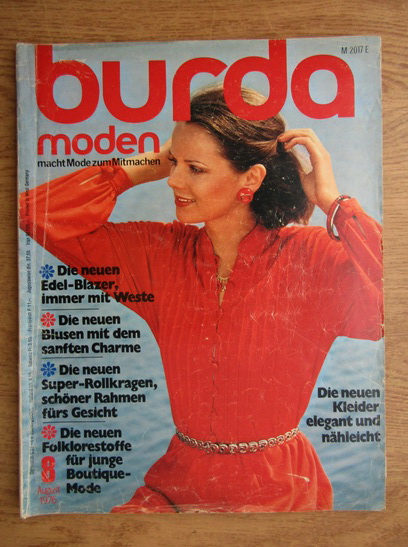 M 2017 E
burda
moden
macht Mode zum Mitmachen
Die neuen
Edel-Blazer,
immer mit Weste
Die neuen
Blusen mit dem
sanften Charme
Die neuen
Super-Rollkragen,
schöner Rahmen
fürs Gesicht
Die neuen
Folklorestoffe
für junge
Boutique-
Mode
8
August
Die neuen
Kleider
elegant und
nähleicht